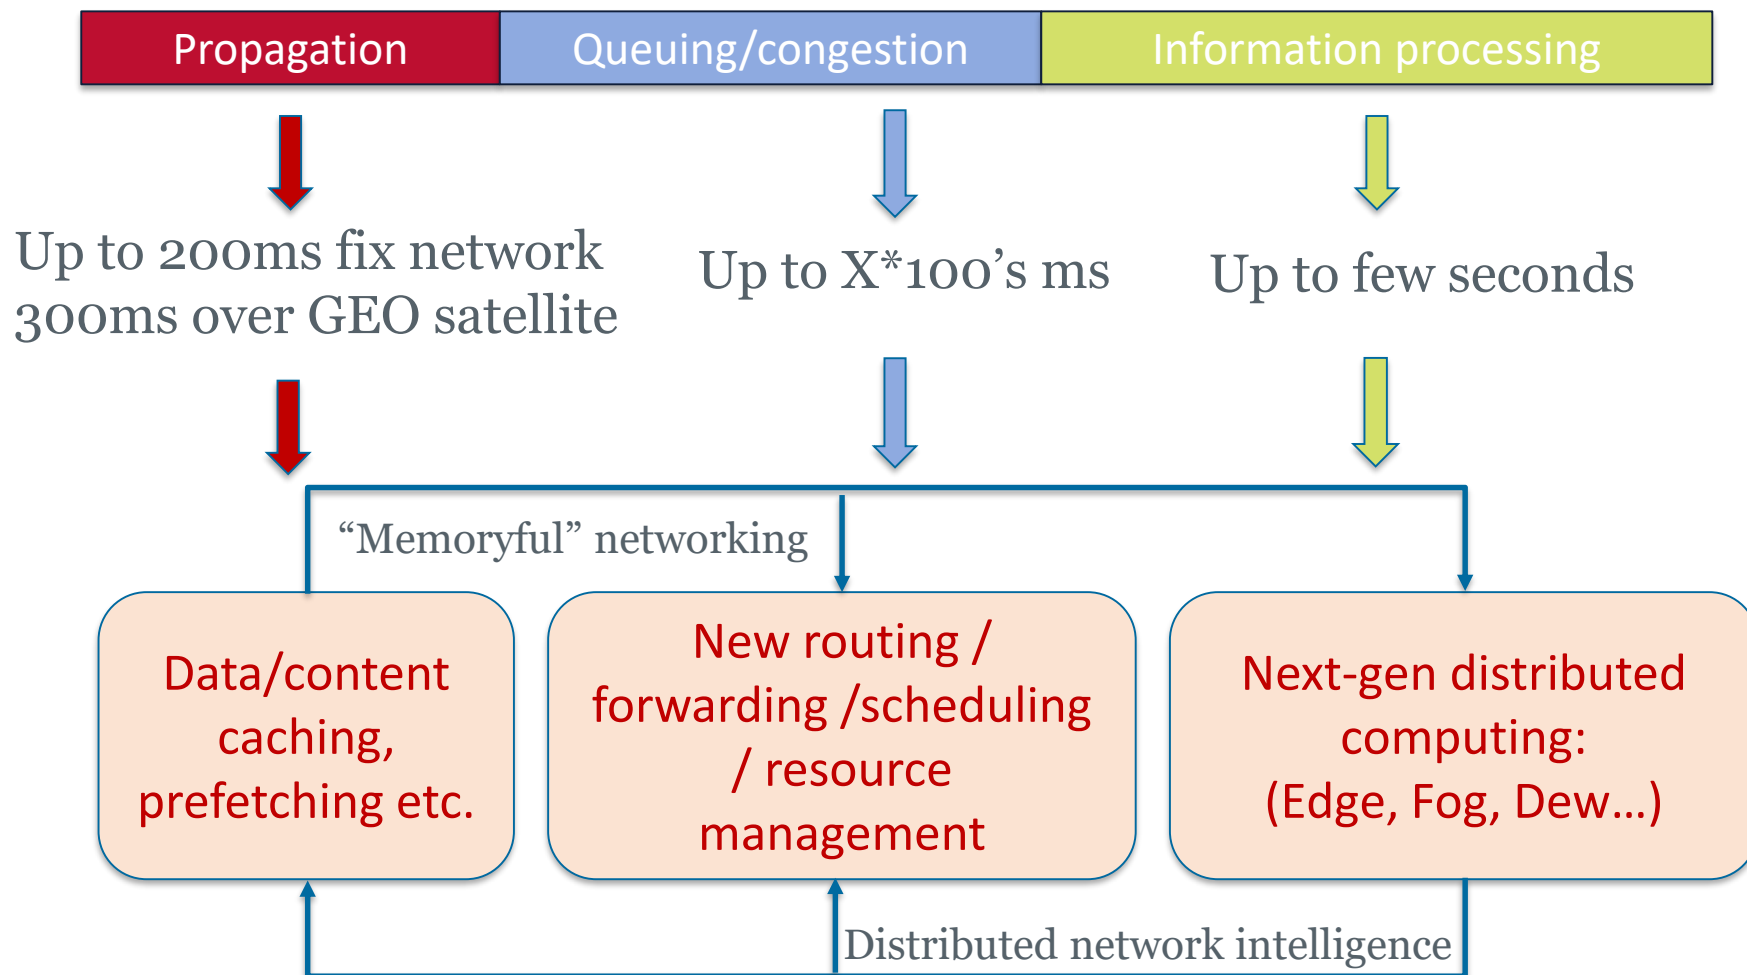 Propagation
Queuing/congestion
Information processing
Up to 200ms fix network
300ms over GEO satellite
Up to X*100’s ms
Up to few seconds
“Memoryful” networking
Data/content
caching,
prefetching etc.
New routing /
forwarding /scheduling
/ resource
management
Next-gen distributed
computing:
(Edge, Fog, Dew…)
Distributed network intelligence